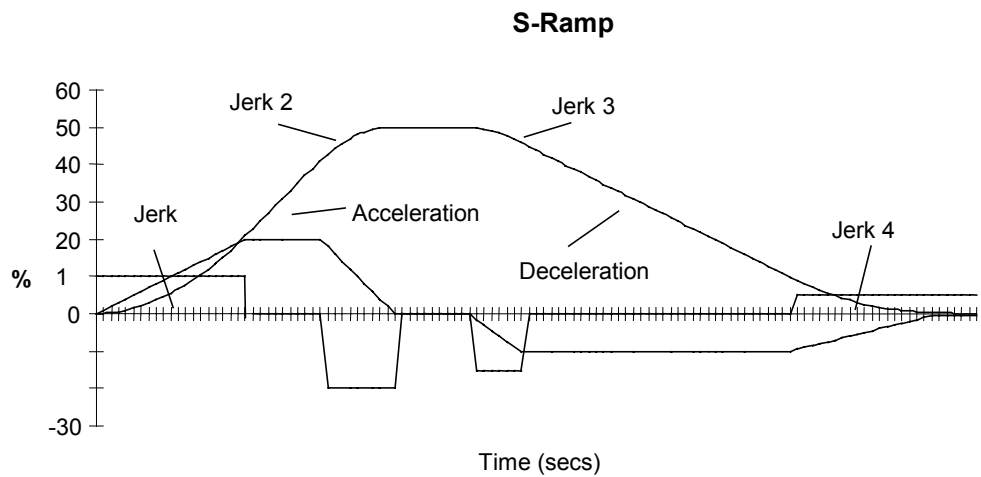 S-Ramp
60
50
40
30
20
1
0
-30
%
Jerk 2
Jerk 3
Jerk
Acceleration
Deceleration
Jerk 4
Time (secs)